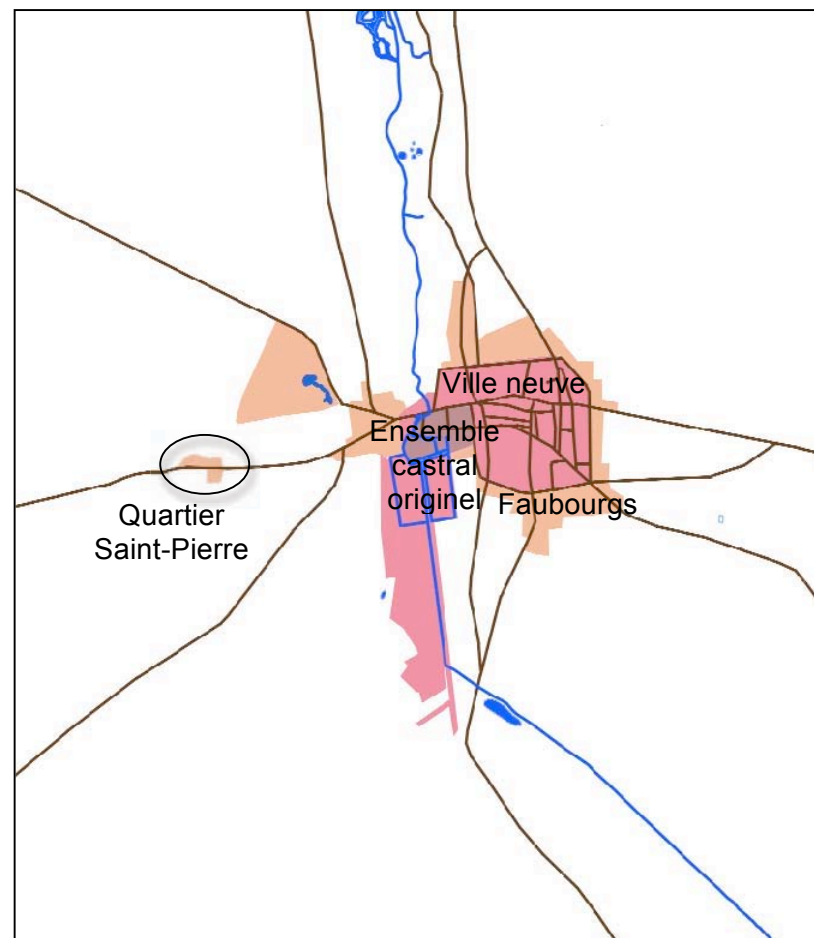 Ville neuve
Ensemble
castral
originel
Faubourgs
Quartier
Saint-Pierre